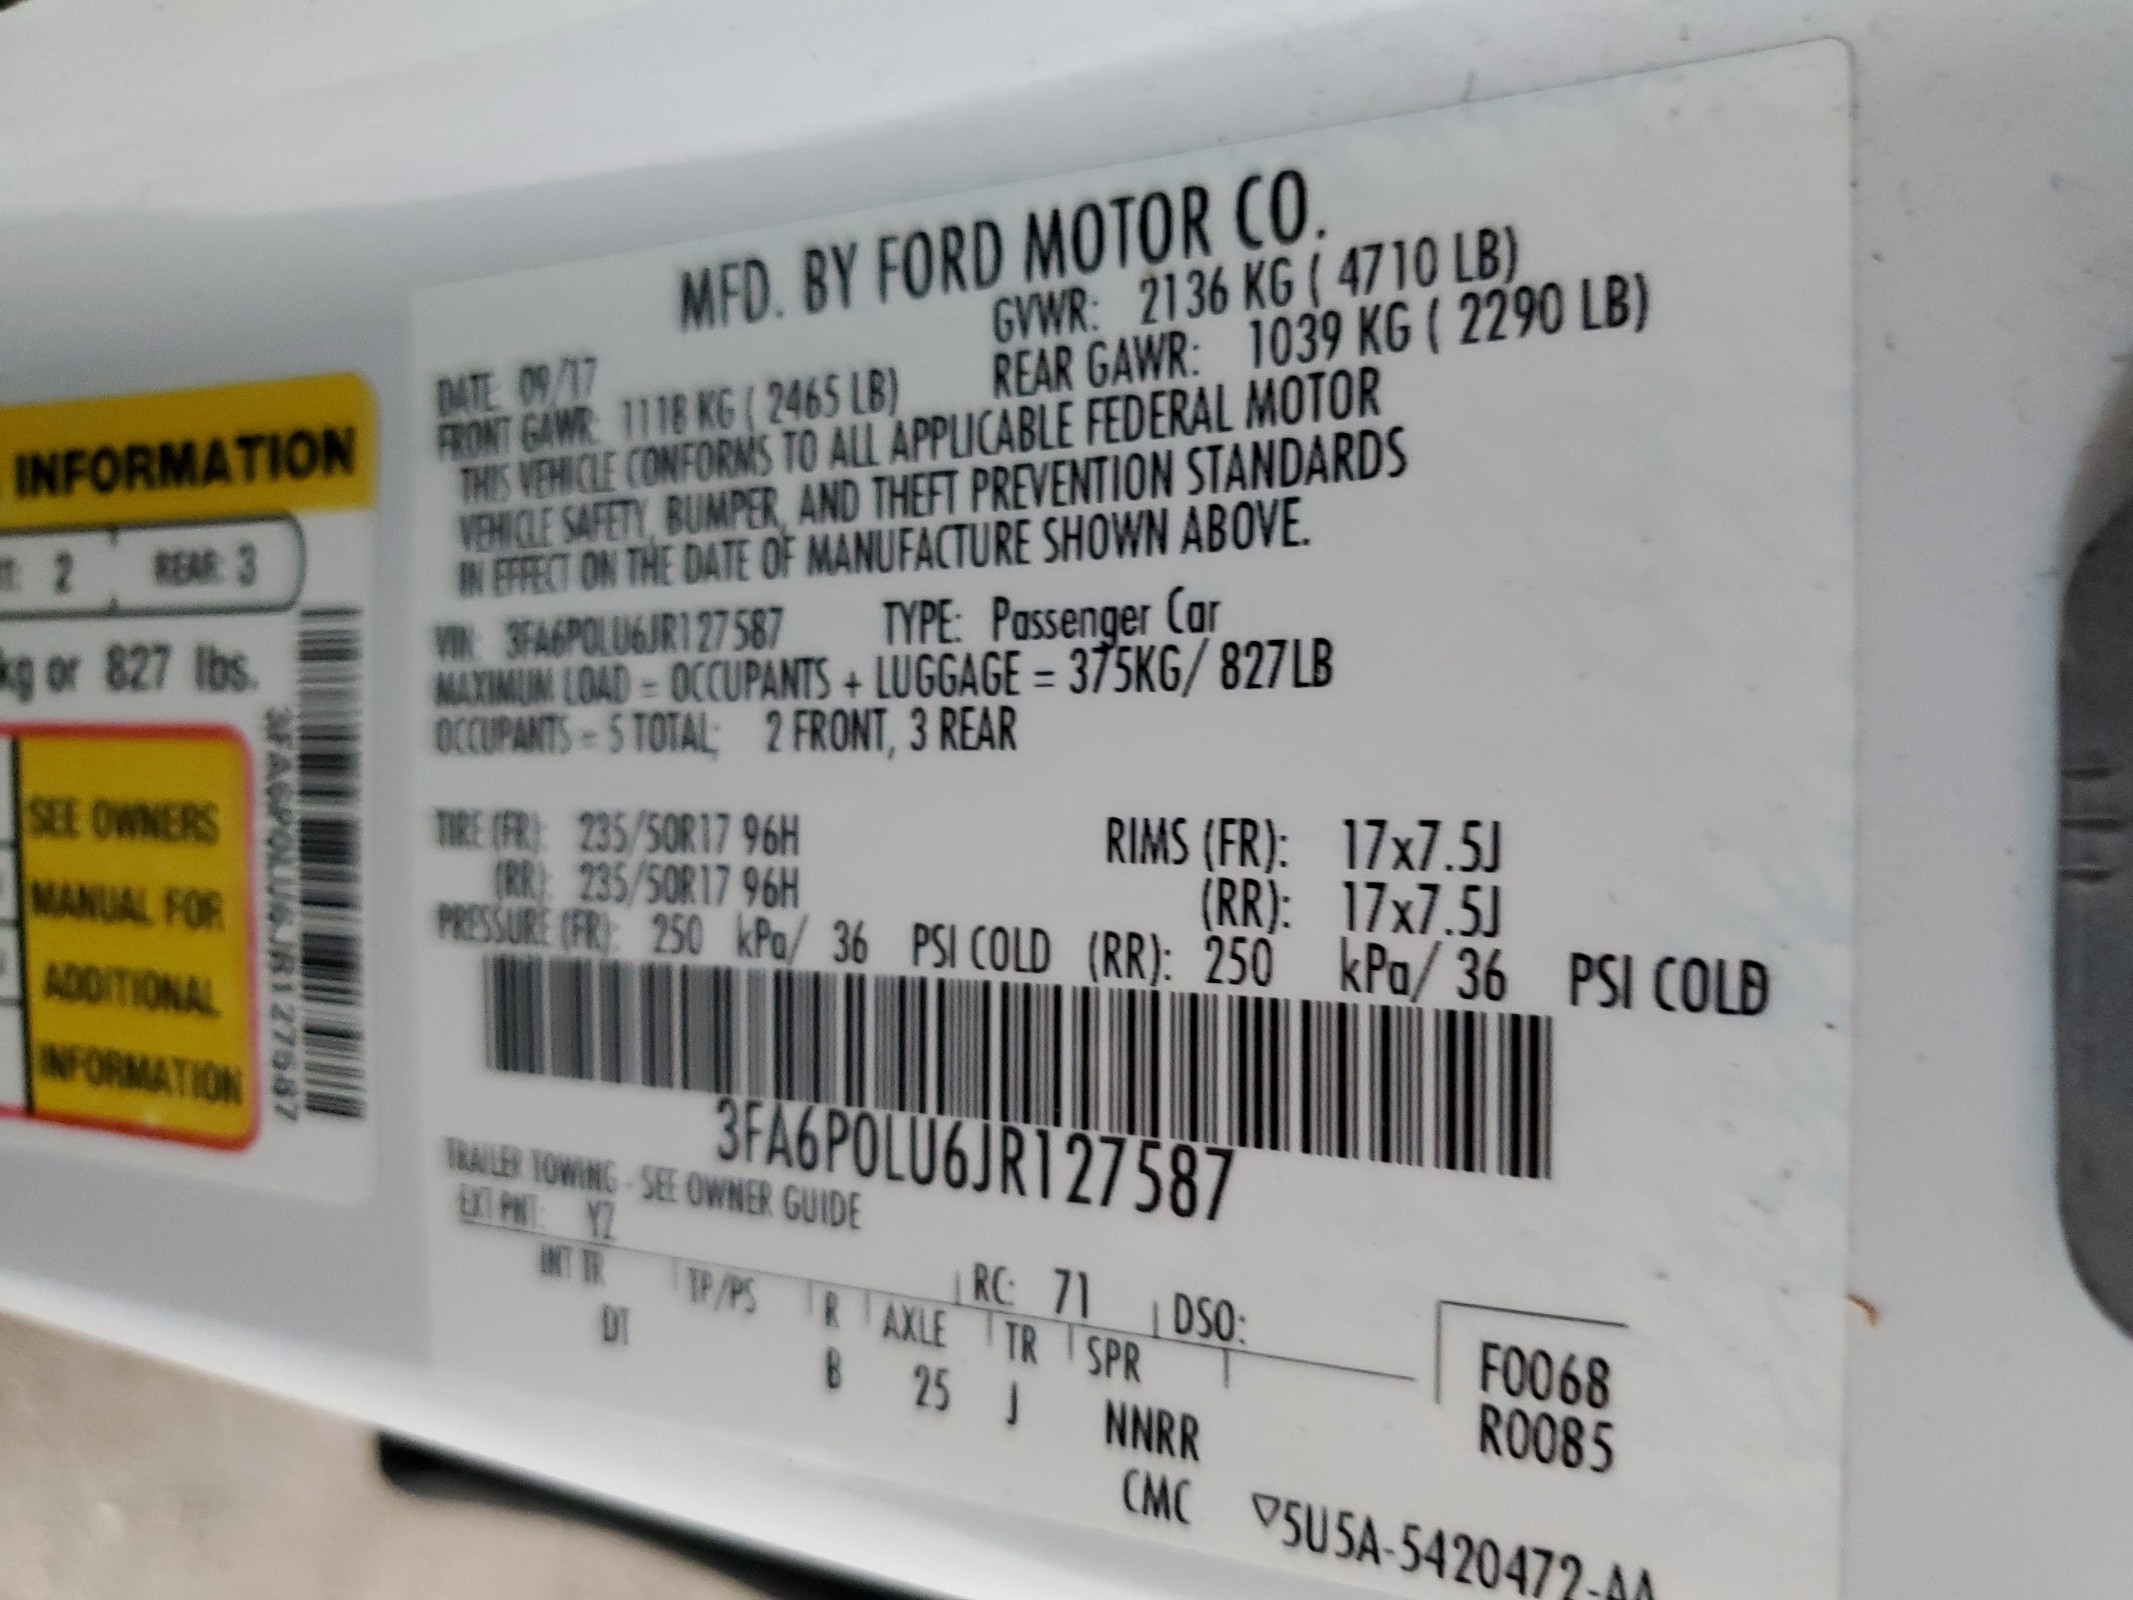 INFORMATION
2 REAR: 3
kg or 827 lbs.
SEE OWNERS
MANUAL FOR
ADDITIONAL
INFORMATION
3FA6P0LU6JR127587
MFD. BY FORD MOTOR CO.
DATE: 09/17 GVWR: 2136 KG ( 4710 LB)
FRONT GAWR: 1118 KG ( 2465 LB) REAR GAWR: 1039 KG ( 2290 LB)
THIS VEHICLE CONFORMS TO ALL APPLICABLE FEDERAL MOTOR
VEHICLE SAFETY, BUMPER, AND THEFT PREVENTION STANDARDS
IN EFFECT ON THE DATE OF MANUFACTURE SHOWN ABOVE.
VIN: 3FA6P0LU6JR127587 TYPE: Passenger Car
MAXIMUM LOAD = OCCUPANTS + LUGGAGE = 375KG/ 827LB
OCCUPANTS = 5 TOTAL; 2 FRONT, 3 REAR
TIRE (FR): 235/50R17 96H RIMS (FR): 17x7.5J
(RR): 235/50R17 96H (RR): 17x7.5J
PRESSURE (FR): 250 kPa/ 36 PSI COLD (RR): 250 kPa/ 36 PSI COLD
3FA6P0LU6JR127587
TRAILER TOWING - SEE OWNER GUIDE
EXT PNT: YZ RC: 71 DSO:
INT TR TP/PS R AXLE TR SPR
DT B 25 J NNRR
F0068
R0085
CMC ▽5U5A-5420472-AA